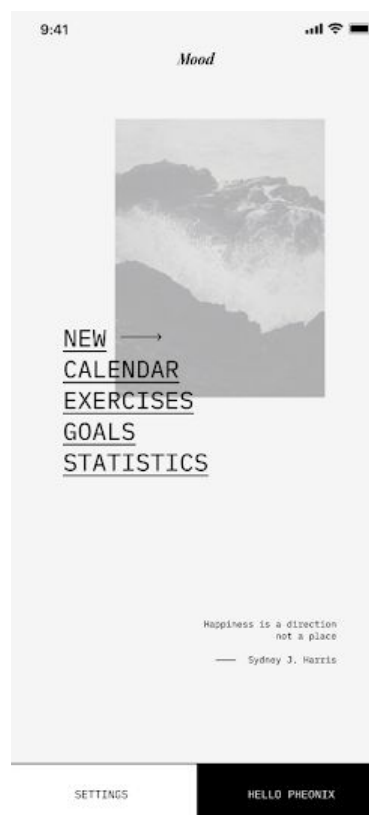 9:41
Mood
NEW
CALENDAR
EXERCISES
GOALS
STATISTICS
Happiness is a direction
not a place
Sydney J. Harris
SETTINGS
HELLO PHEONIX